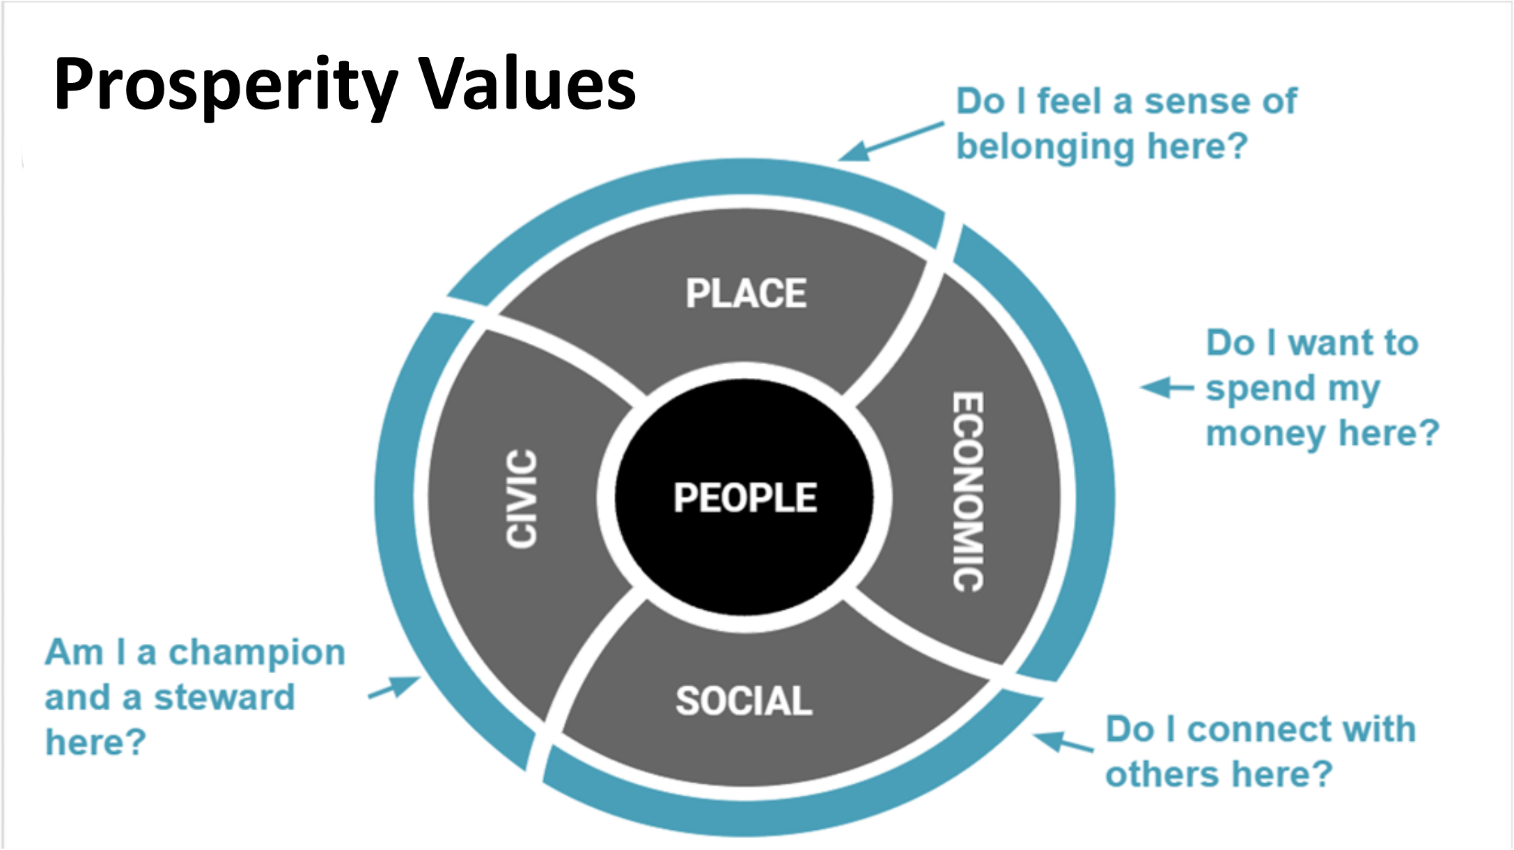 Prosperity Values
Do I feel a sense of
belonging here?
PLACE
Do I want to
spend my
money here?
ECONOMIC
CIVIC
PEOPLE
Am I a champion
and a steward
here?
SOCIAL
Do I connect with
others here?